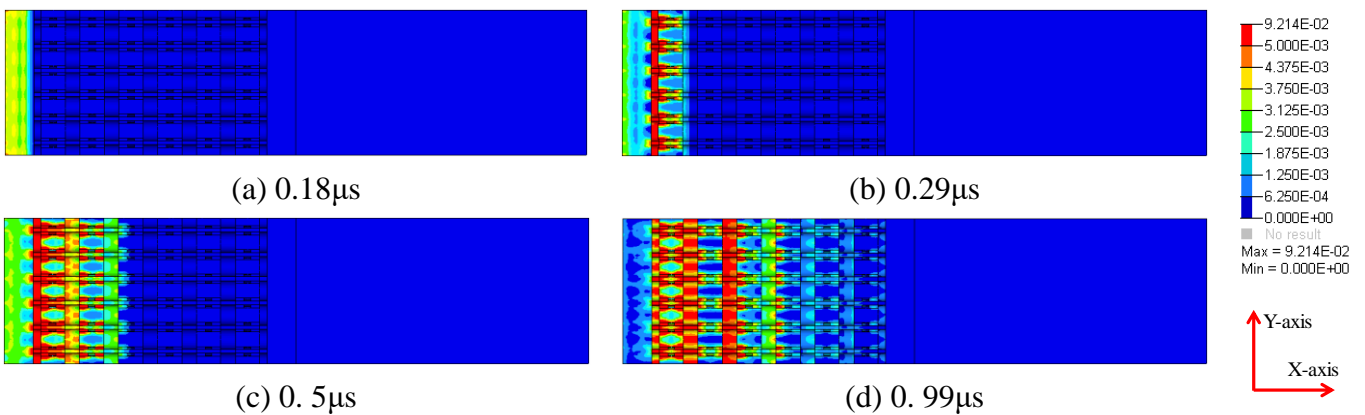 (a) 0.18μs
(b) 0.29μs
(c) 0. 5μs
(d) 0. 99μs
9.214E-02
5.000E-03
4.375E-03
3.750E-03
3.125E-03
2.500E-03
1.875E-03
1.250E-03
6.250E-04
0.000E+00
No result
Max = 9.214E-02
Min = 0.000E+00
Y-axis
X-axis